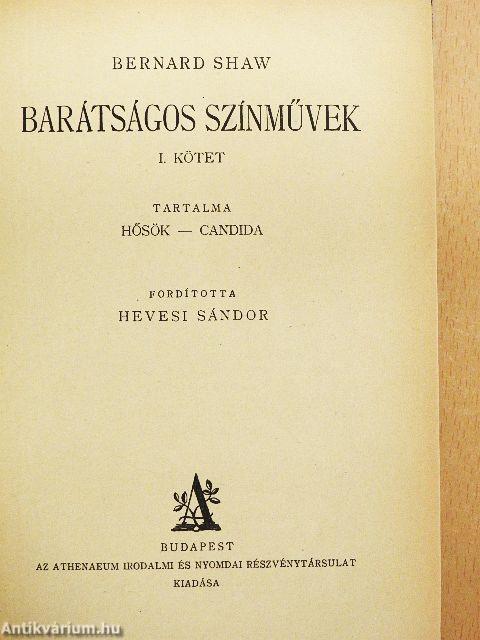 BERNARD SHAW
BARÁTSÁGOS SZÍNMŰVEK
I. KÖTET
TARTALMA
HŐSÖK — CANDIDA
FORDÍTOTTA
HEVESI SÁNDOR
A
BUDAPEST
AZ ATHENAEUM IRODALMI ÉS NYOMDAI RÉSZVÉNYTÁRSULAT
KIADÁSA
Antikvárium.hu